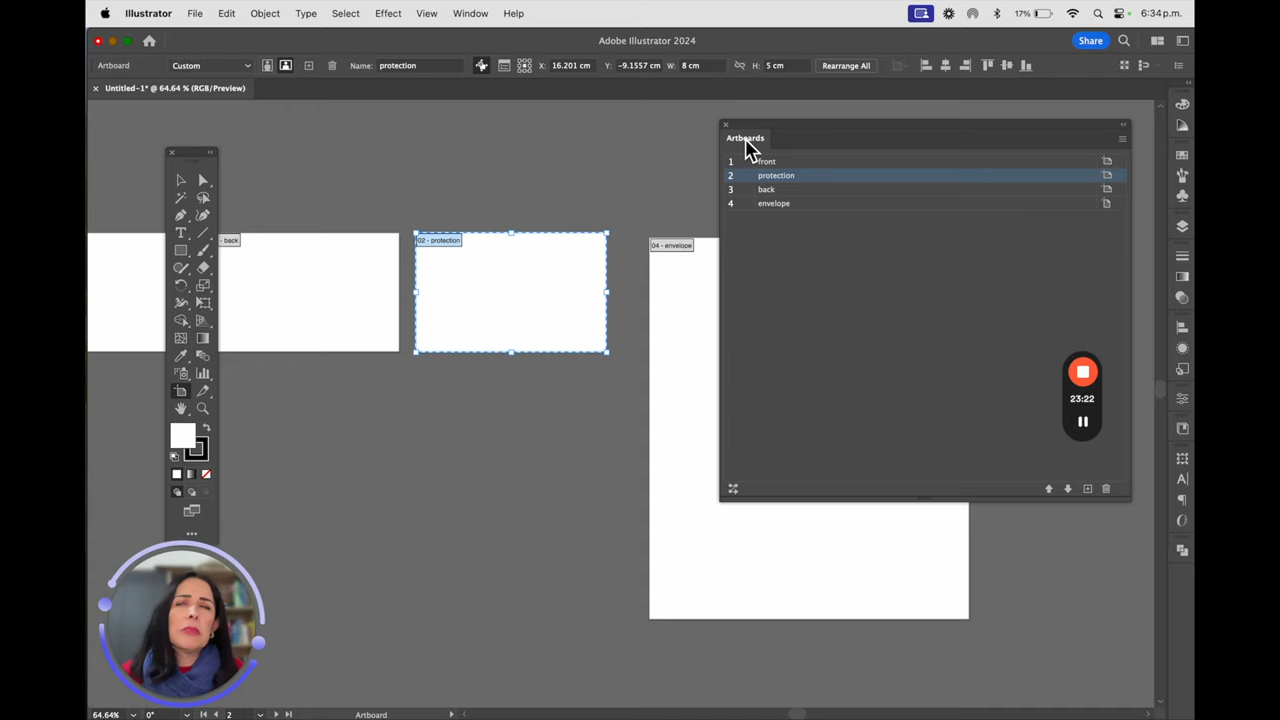 Illustrator File Edit Object Type Select Effect View Window Help 17% 6:34 p.m.
Adobe Illustrator 2024 Share
Artboard Custom Name: protection X: 16.201 cm Y: -9.1557 cm W: 8 cm H: 5 cm Rearrange All
Untitled-1* @ 64.64 % (RGB/Preview)
Artboards
1 front
2 protection
3 back
4 envelope
- back
02 - protection
04 - envelope
23:22
64.64% 0° 2 Artboard